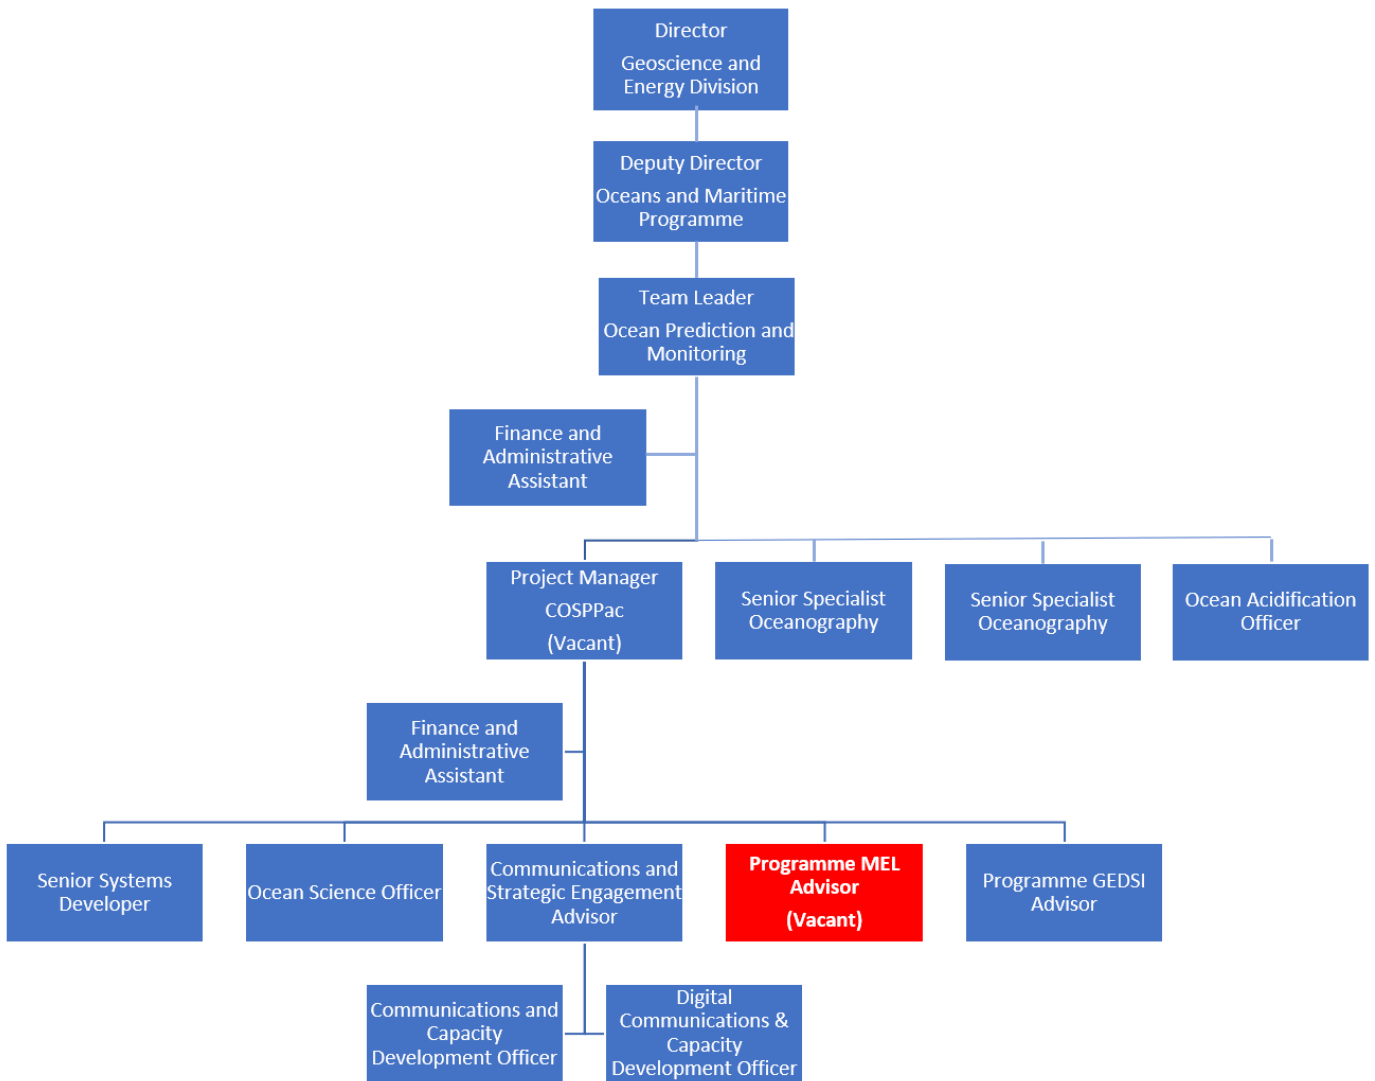 Director
Geoscience and
Energy Division
Deputy Director
Oceans and Maritime
Programme
Team Leader
Ocean Prediction and
Monitoring
Finance and
Administrative
Assistant
Project Manager
COSPPac
(Vacant)
Senior Specialist
Oceanography
Senior Specialist
Oceanography
Ocean Acidification
Officer
Finance and
Administrative
Assistant
Senior Systems
Developer
Ocean Science Officer
Communications and
Strategic Engagement
Advisor
Programme MEL
Advisor
(Vacant)
Programme GEDSI
Advisor
Communications and
Capacity
Development Officer
Digital
Communications &
Capacity
Development Officer